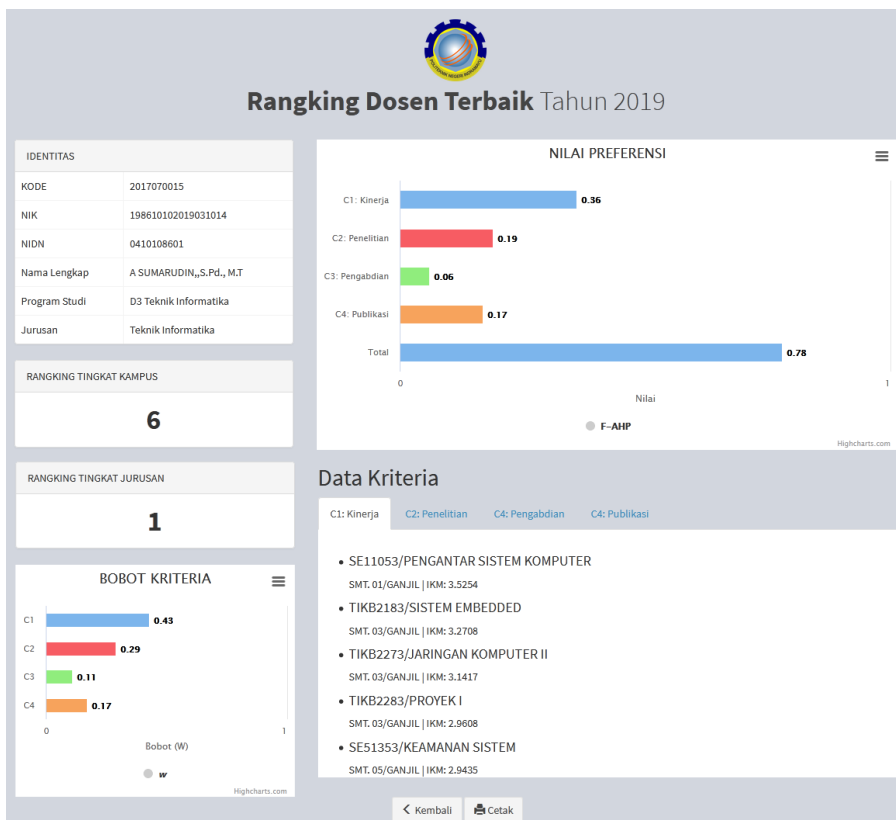 POLITEKNIK NEGERI INDRAMAYU
Rangking Dosen Terbaik Tahun 2019
IDENTITAS
KODE 2017070015
NIK 198610102019031014
NIDN 0410108601
Nama Lengkap A SUMARUDIN,,S.Pd., M.T
Program Studi D3 Teknik Informatika
Jurusan Teknik Informatika
RANGKING TINGKAT KAMPUS
6
RANGKING TINGKAT JURUSAN
1
BOBOT KRITERIA
C1 0.43
C2 0.29
C3 0.11
C4 0.17
0 1
Bobot (W)
w
Highcharts.com
NILAI PREFERENSI
C1: Kinerja 0.36
C2: Penelitian 0.19
C3: Pengabdian 0.06
C4: Publikasi 0.17
Total 0.78
0 1
Nilai
F-AHP
Highcharts.com
Data Kriteria
C1: Kinerja C2: Penelitian C4: Pengabdian C4: Publikasi
• SE11053/PENGANTAR SISTEM KOMPUTER
SMT. 01/GANJIL | IKM: 3.5254
• TIKB2183/SISTEM EMBEDDED
SMT. 03/GANJIL | IKM: 3.2708
• TIKB2273/JARINGAN KOMPUTER II
SMT. 03/GANJIL | IKM: 3.1417
• TIKB2283/PROYEK I
SMT. 03/GANJIL | IKM: 2.9608
• SE51353/KEAMANAN SISTEM
SMT. 05/GANJIL | IKM: 2.9435
Kembali Cetak